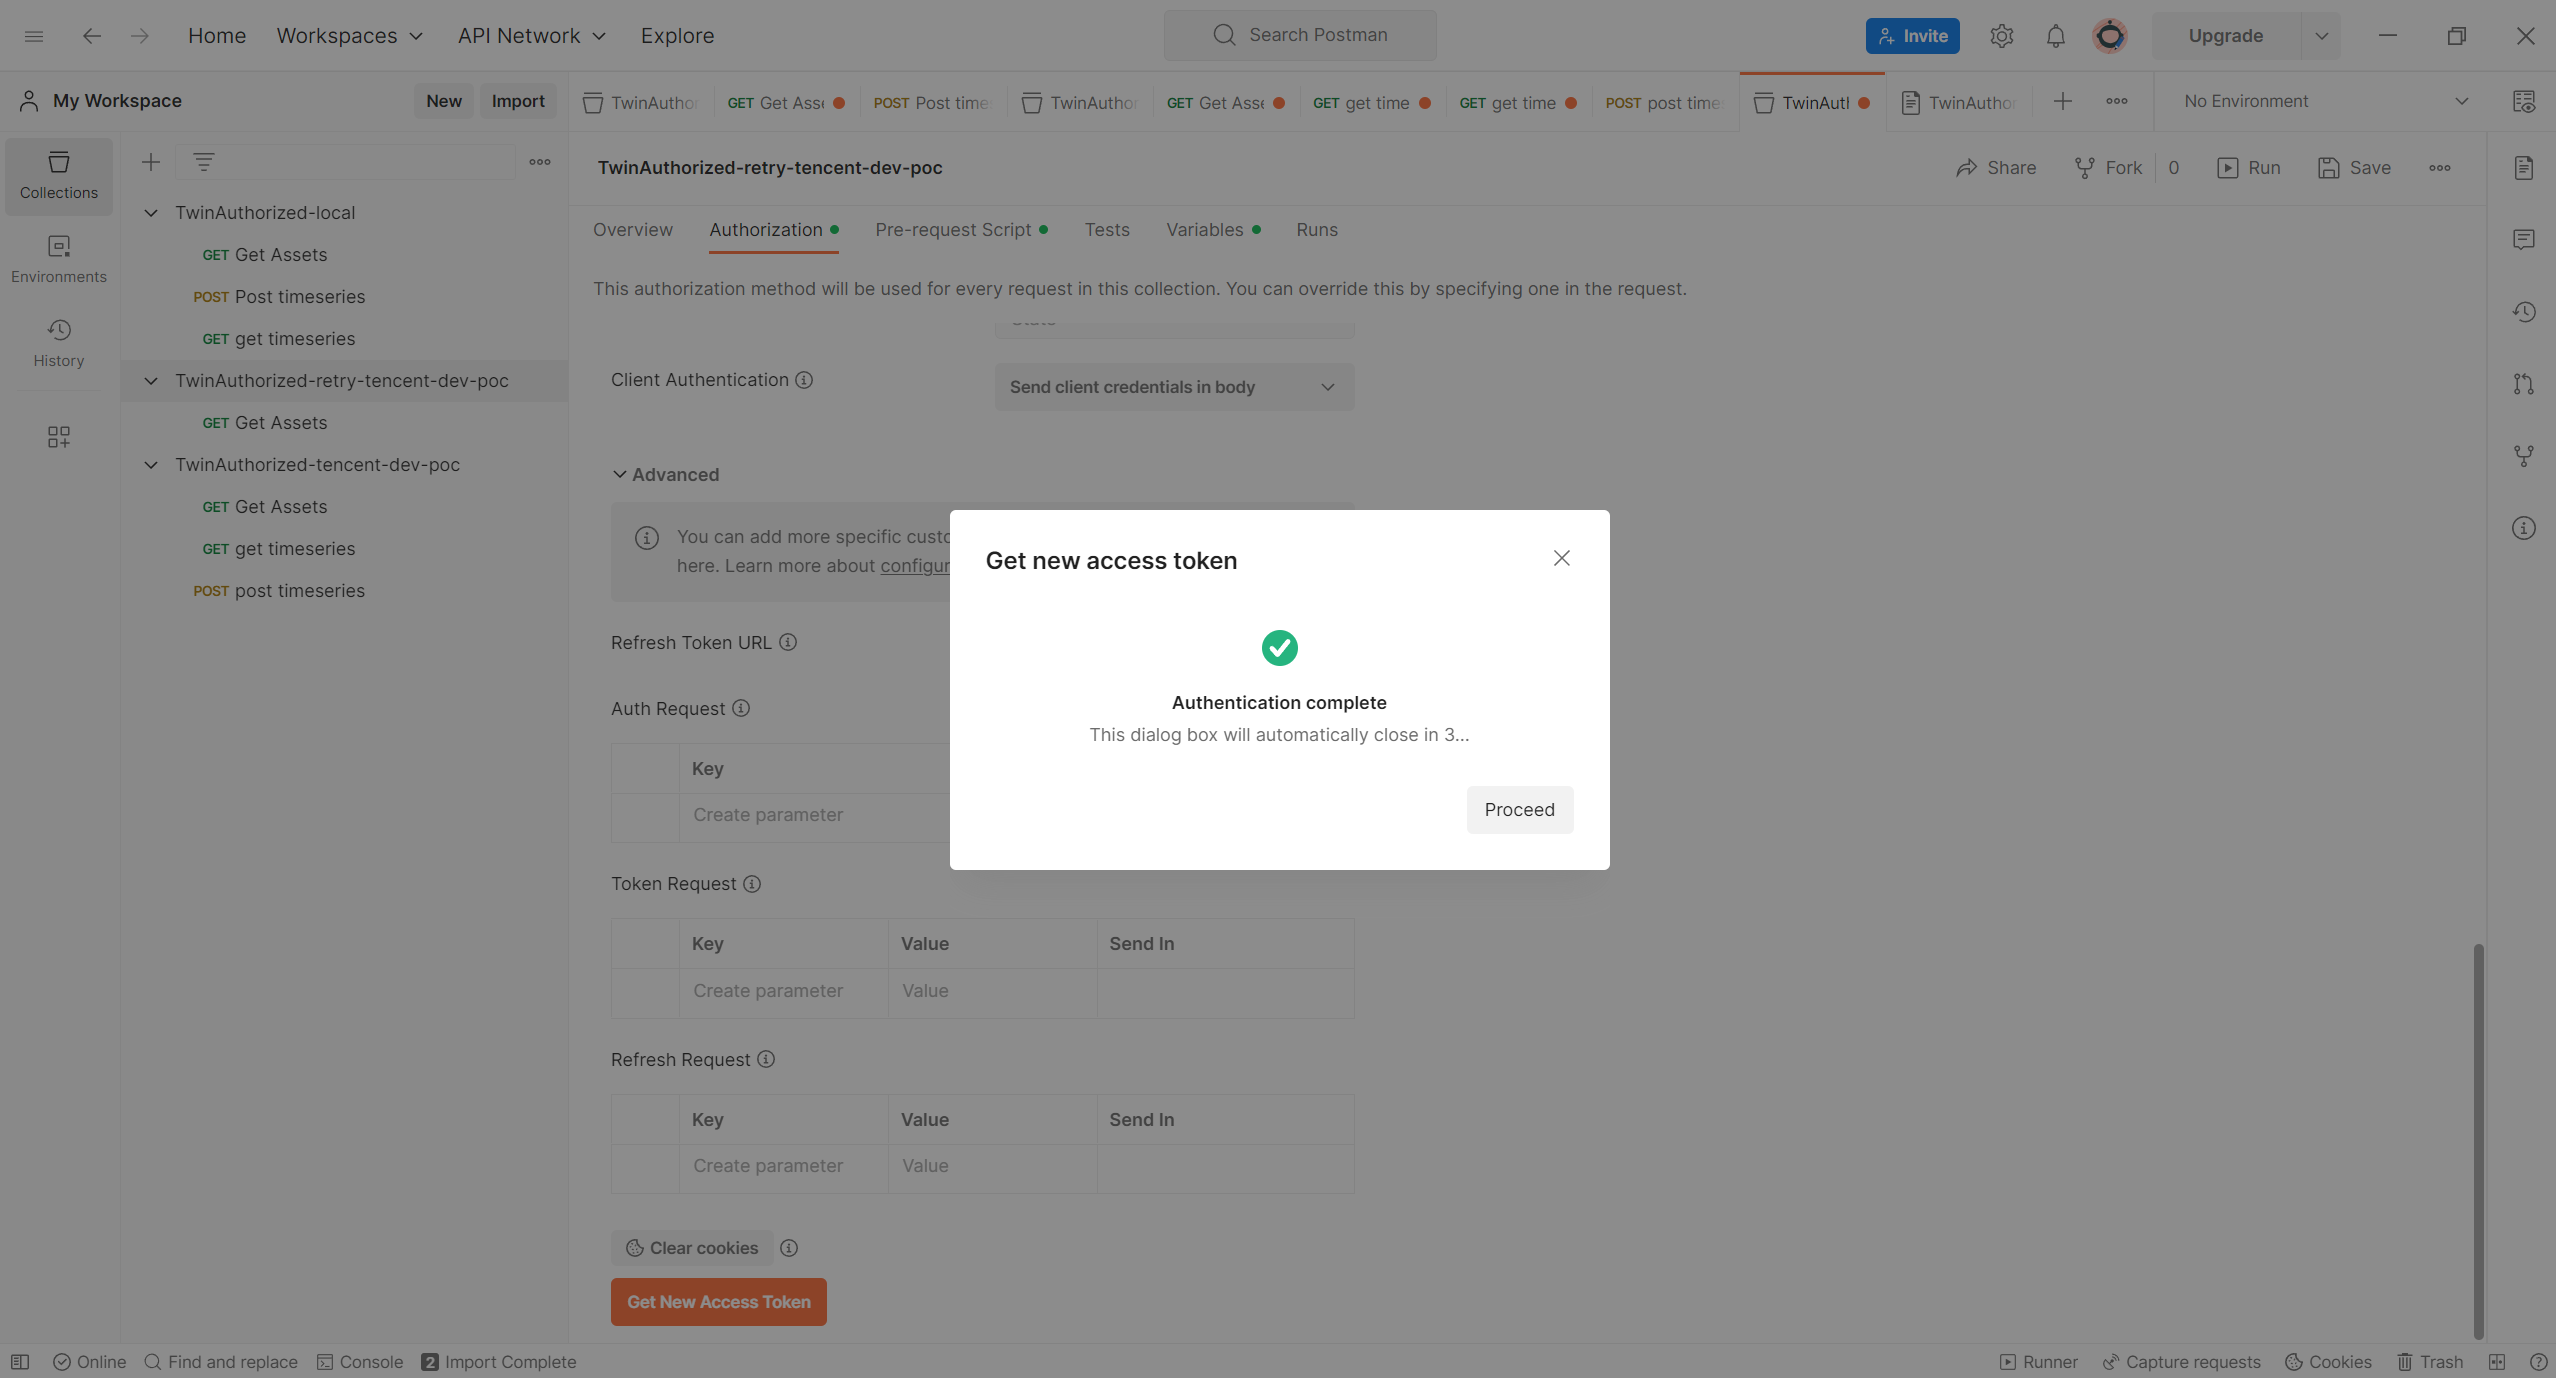 Home
Workspaces
API Network
Explore
Search Postman
Invite
Upgrade
My Workspace
New
Import
TwinAuthor
GET Get Asse
POST Post time
TwinAuthor
GET Get Asse
GET get time
GET get time
POST post time
TwinAuth
TwinAuthor
No Environment
Collections
Environments
History
TwinAuthorized-local
GET Get Assets
POST Post timeseries
GET get timeseries
TwinAuthorized-retry-tencent-dev-poc
GET Get Assets
TwinAuthorized-tencent-dev-poc
GET Get Assets
GET get timeseries
POST post timeseries
TwinAuthorized-retry-tencent-dev-poc
Share
Fork 0
Run
Save
Overview
Authorization
Pre-request Script
Tests
Variables
Runs
This authorization method will be used for every request in this collection. You can override this by specifying one in the request.
State
Client Authentication
Send client credentials in body
Advanced
You can add more specific custo
here. Learn more about configur
Refresh Token URL
Auth Request
Key
Create parameter
Get new access token
Authentication complete
This dialog box will automatically close in 3...
Proceed
Token Request
Key Value Send In
Create parameter Value
Refresh Request
Key Value Send In
Create parameter Value
Clear cookies
Get New Access Token
Online
Find and replace
Console
2 Import Complete
Runner
Capture requests
Cookies
Trash